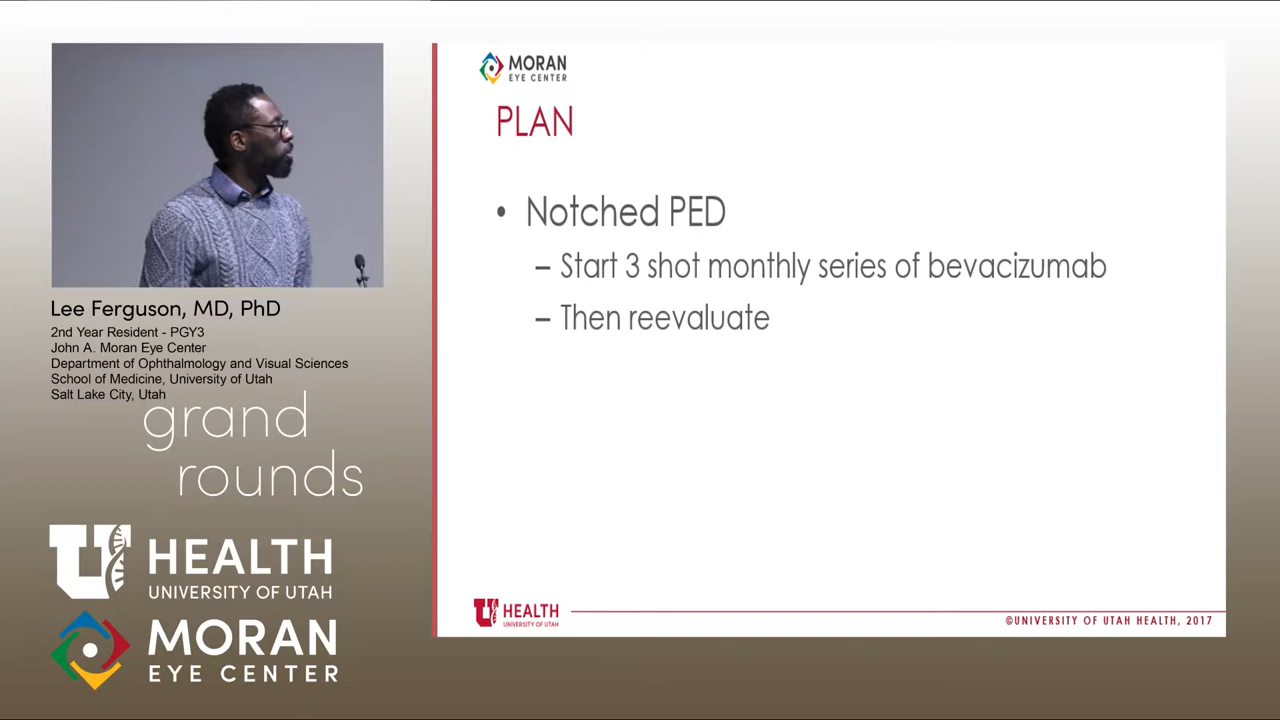 Lee Ferguson, MD, PhD
2nd Year Resident - PGY3
John A. Moran Eye Center
Department of Ophthalmology and Visual Sciences
School of Medicine, University of Utah
Salt Lake City, Utah
grand
rounds
U HEALTH
UNIVERSITY OF UTAH
MORAN
EYE CENTER
MORAN
EYE CENTER
PLAN
• Notched PED
– Start 3 shot monthly series of bevacizumab
– Then reevaluate
U HEALTH
UNIVERSITY OF UTAH
©UNIVERSITY OF UTAH HEALTH, 2017